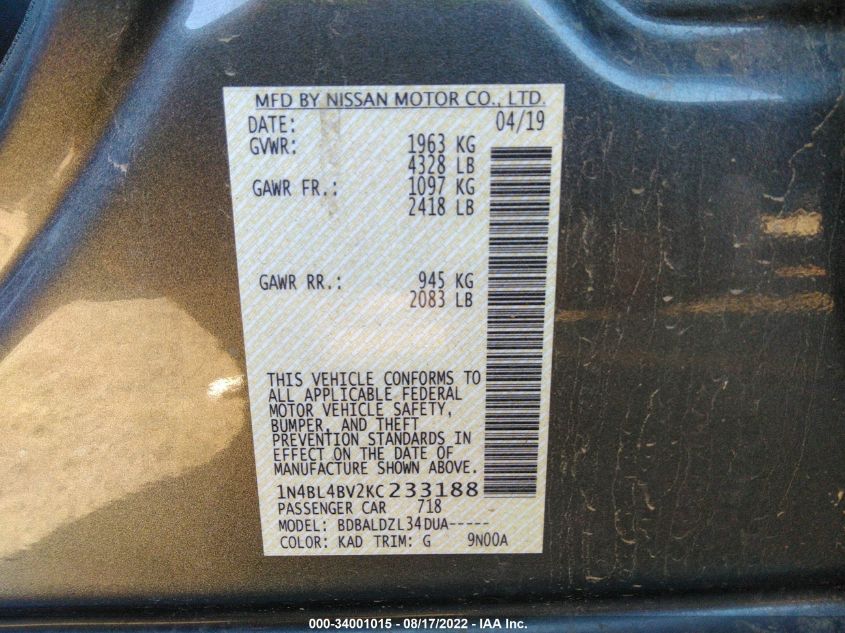 MFD BY NISSAN MOTOR CO., LTD.
DATE: 04/19
GVWR: 1963 KG
4328 LB
GAWR FR.: 1097 KG
2418 LB
GAWR RR.: 945 KG
2083 LB
THIS VEHICLE CONFORMS TO
ALL APPLICABLE FEDERAL
MOTOR VEHICLE SAFETY,
BUMPER, AND THEFT
PREVENTION STANDARDS IN
EFFECT ON THE DATE OF
MANUFACTURE SHOWN ABOVE.
1N4BL4BV2KC233188
PASSENGER CAR 718
MODEL: BDBALDZL34DUA-----
COLOR: KAD TRIM: G 9N00A
000-34001015 - 08/17/2022 - IAA Inc.